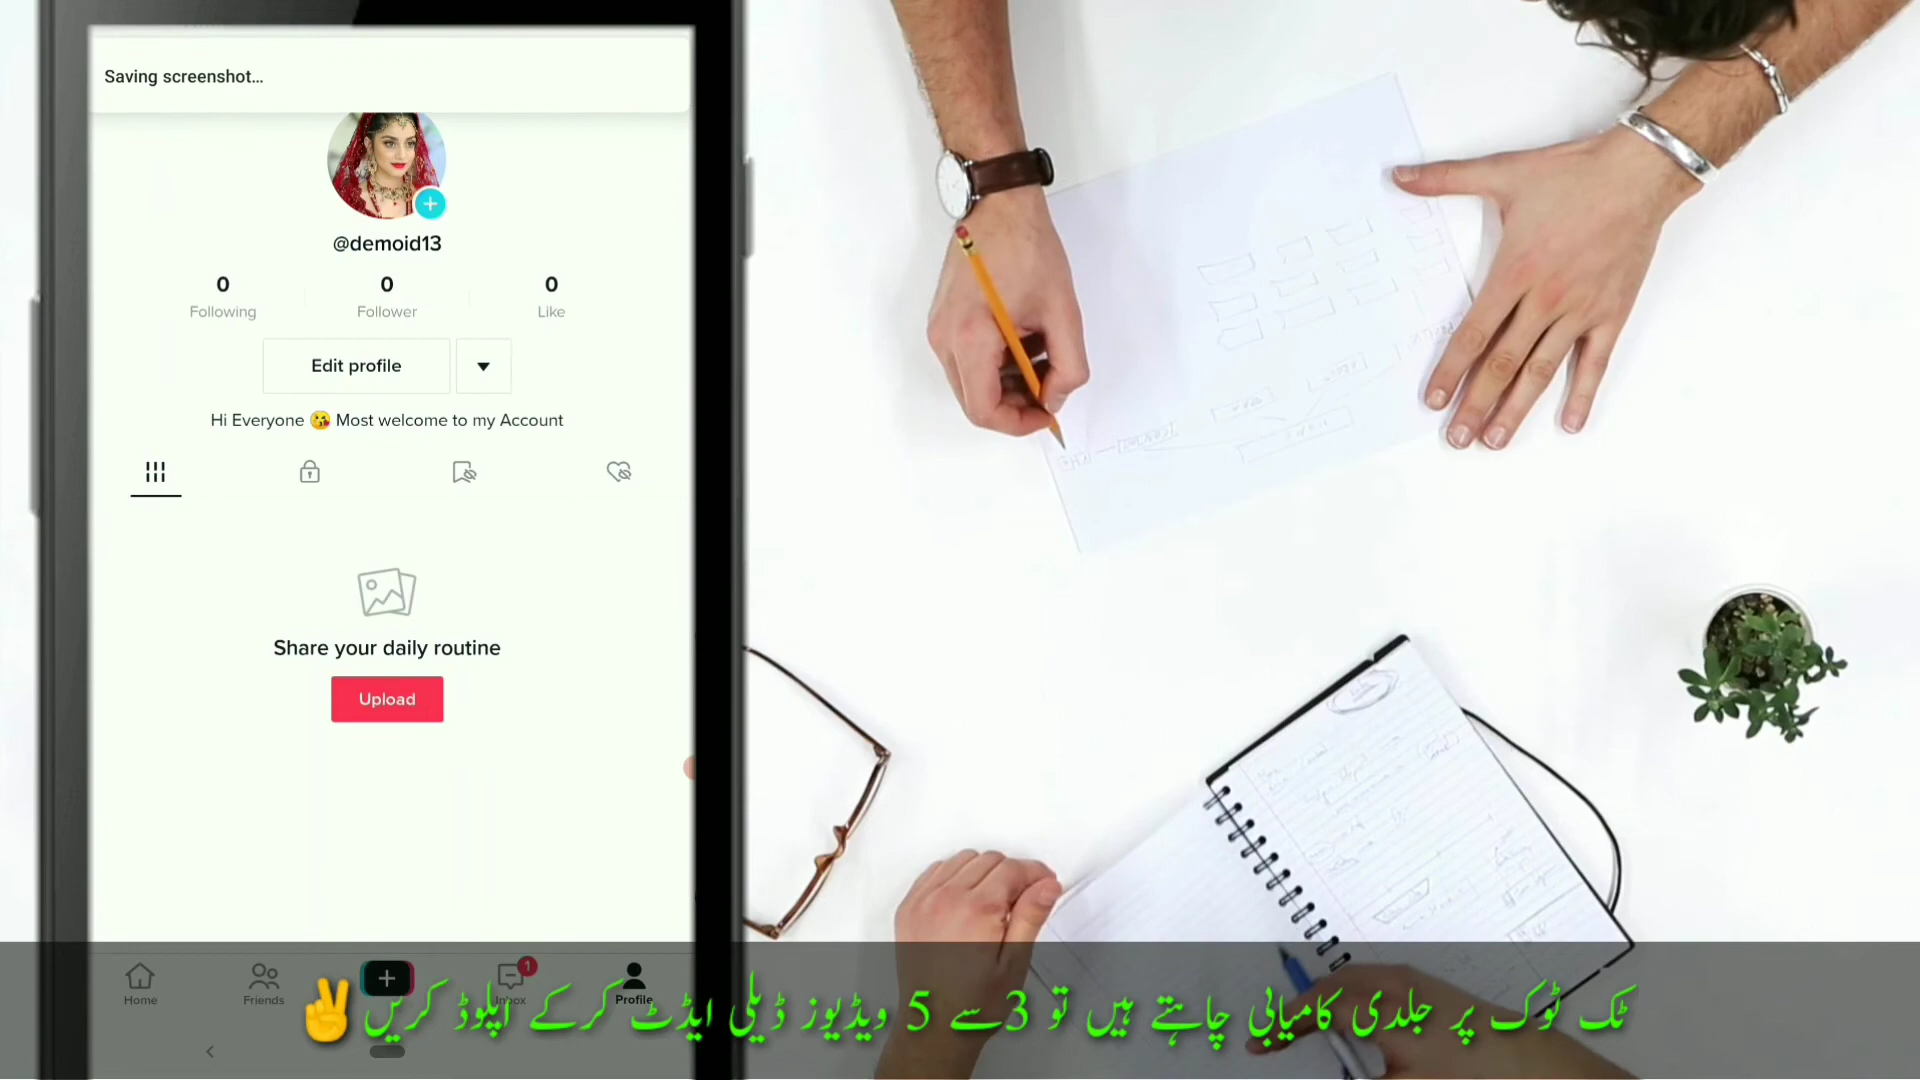 Saving screenshot...
@demoid13
0 0 0
Following Follower Like
Edit profile
Hi Everyone 😘 Most welcome to my Account
Share your daily routine
Upload
1
Home Friends Inbox Profile
ٹک ٹوک پر جلدی کامیابی چاہتے ہیں تو 3 سے 5 ویڈیوز ڈیلی ایڈٹ کرکے اپلوڈ کریں ✌